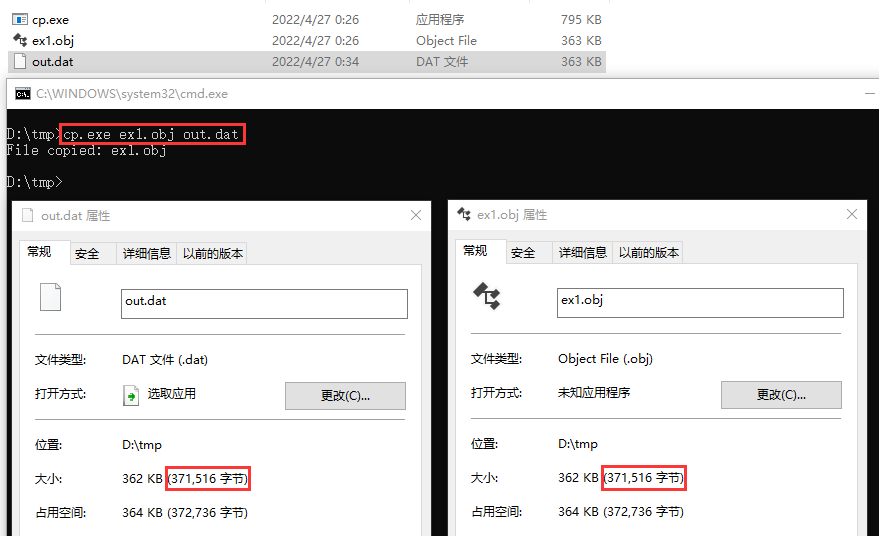 cp.exe 2022/4/27 0:26 应用程序 795 KB
ex1.obj 2022/4/27 0:26 Object File 363 KB
out.dat 2022/4/27 0:34 DAT 文件 363 KB
C:\WINDOWS\system32\cmd.exe
D:\tmp>cp.exe ex1.obj out.dat
File copied: ex1.obj
D:\tmp>
out.dat 属性
常规 安全 详细信息 以前的版本
out.dat
文件类型: DAT 文件 (.dat)
打开方式: 选取应用 更改(C)...
位置: D:\tmp
大小: 362 KB (371,516 字节)
占用空间: 364 KB (372,736 字节)
ex1.obj 属性
常规 安全 详细信息 以前的版本
ex1.obj
文件类型: Object File (.obj)
打开方式: 未知应用程序 更改(C)...
位置: D:\tmp
大小: 362 KB (371,516 字节)
占用空间: 364 KB (372,736 字节)